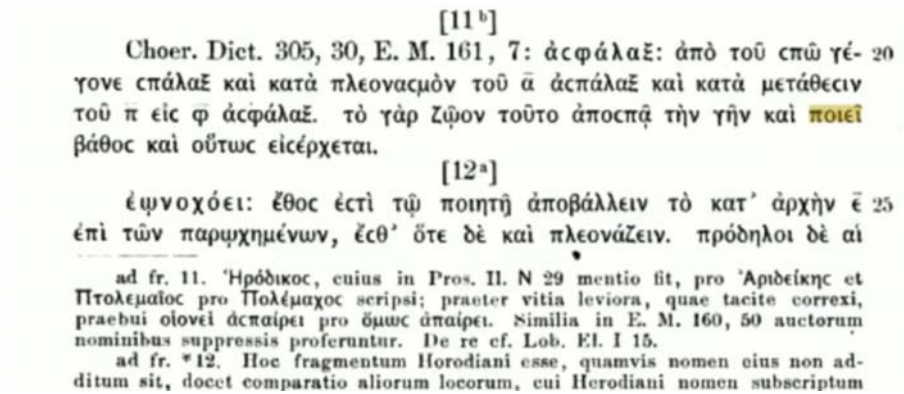 [11ᵇ]
Choer. Dict. 305, 30, E. M. 161, 7: ἀϲφάλαξ: ἀπὸ τοῦ ϲπῶ γέ- 20
γονε ϲπάλαξ καὶ κατὰ πλεοναϲμὸν τοῦ ᾱ ἀϲπάλαξ καὶ κατὰ μετάθεϲιν
τοῦ π̄ εἰϲ φ̄ ἀϲφάλαξ. τὸ γὰρ ζῷον τοῦτο ἀποϲπᾷ τὴν γῆν καὶ ποιεῖ
βάθοϲ καὶ οὕτωϲ εἰϲέρχεται.
[12ᵃ]
ἐῳνοχόει: ἔθοϲ ἐϲτὶ τῷ ποιητῇ ἀποβάλλειν τὸ κατ’ ἀρχὴν ε̄ 25
ἐπὶ τῶν παρῳχημένων, ἔϲθ’ ὅτε δὲ καὶ πλεονάζειν. πρόδηλοι δὲ αἱ
ad fr. 11. Ἡρόδικοϲ, cuius in Pros. Il. N 29 mentio fit, pro Ἀριδείκηϲ et
Πτολεμαῖοϲ pro Πολέμαχοϲ scripsi; praeter vitia leviora, quae tacite correxi,
praebui οἱονεὶ ἀϲπαίρει pro ὅμωϲ ἀπαίρει. Similia in E. M. 160, 50 auctorum
nominibus suppressis proferuntur. De re cf. Lob. El. I 15.
ad fr. *12. Hoc fragmentum Herodiani esse, quamvis nomen eius non ad-
ditum sit, docet comparatio aliorum locorum, cui Herodiani nomen subscriptum